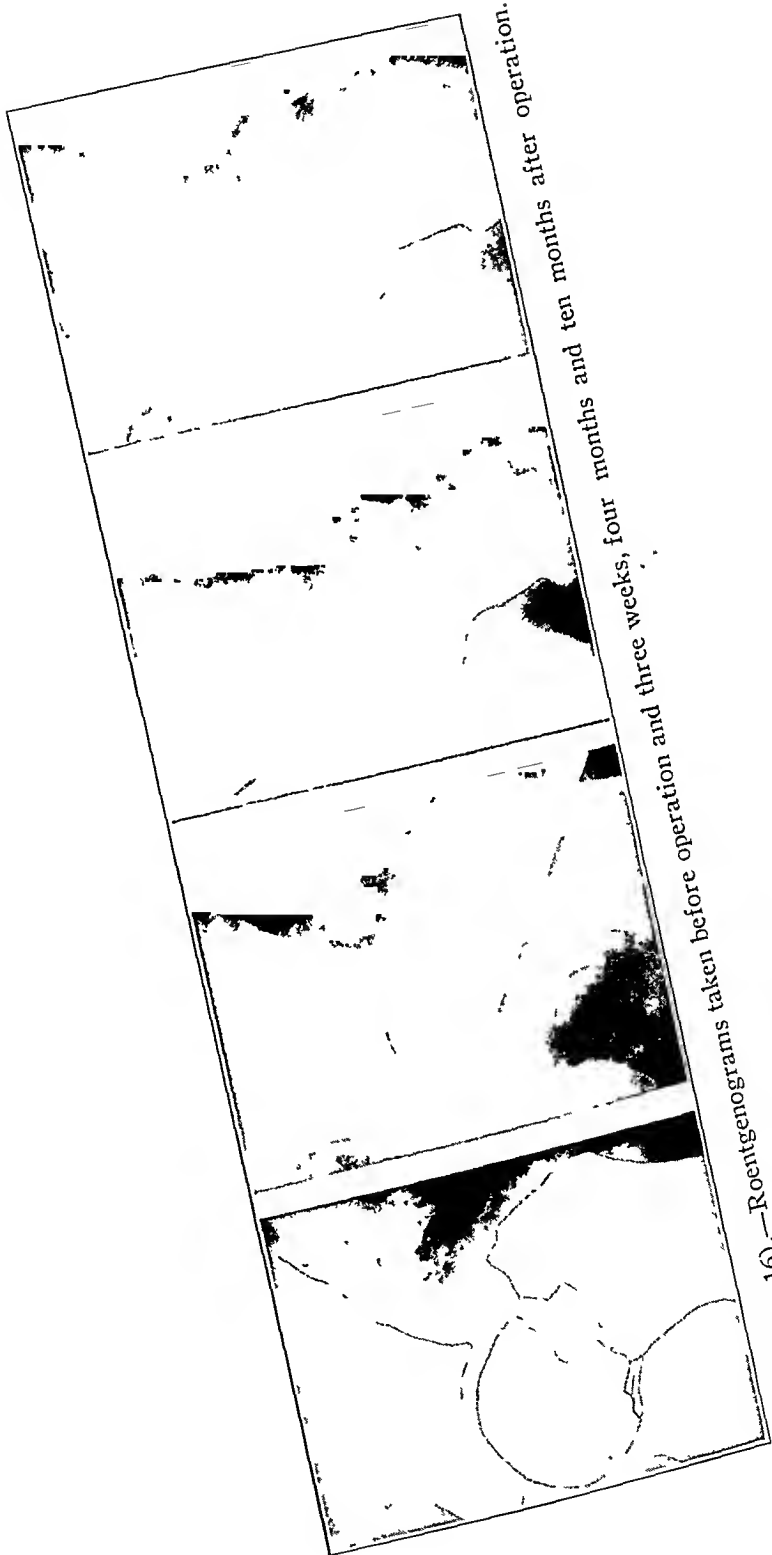 16).—Roentgenograms taken before operation and three weeks, four months and ten months after operation.